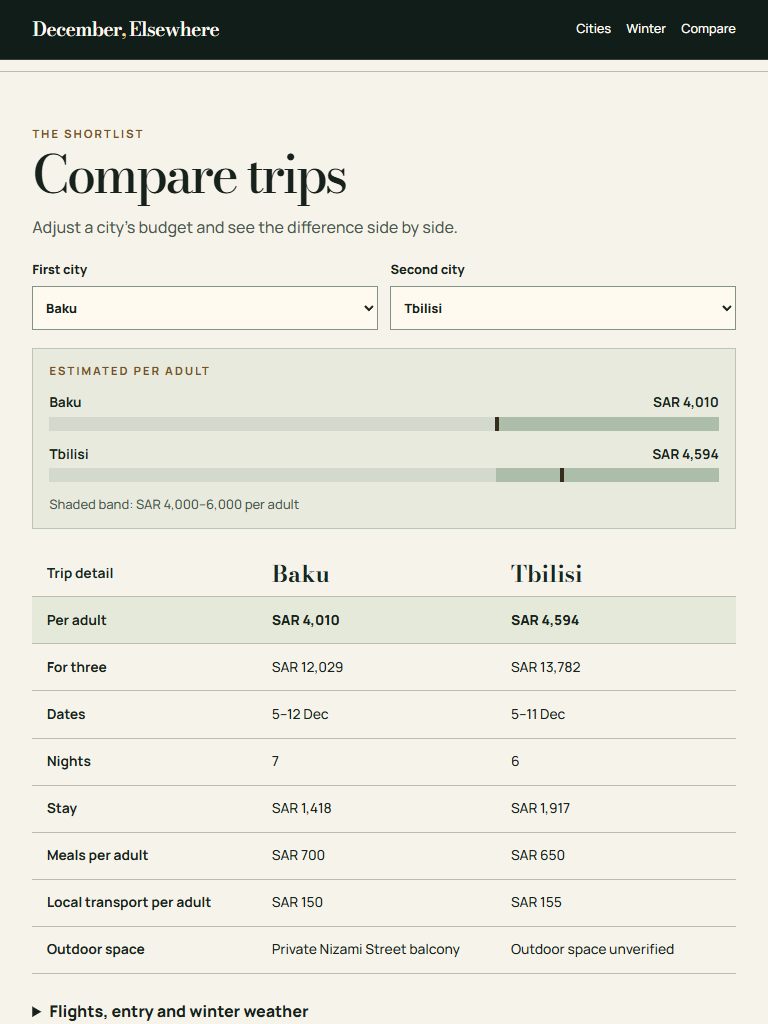 December, Elsewhere
Cities Winter Compare
THE SHORTLIST
Compare trips
Adjust a city's budget and see the difference side by side.
First city Second city
Baku Tbilisi
ESTIMATED PER ADULT
Baku SAR 4,010
Tbilisi SAR 4,594
Shaded band: SAR 4,000–6,000 per adult
Trip detail Baku Tbilisi
Per adult SAR 4,010 SAR 4,594
For three SAR 12,029 SAR 13,782
Dates 5–12 Dec 5–11 Dec
Nights 7 6
Stay SAR 1,418 SAR 1,917
Meals per adult SAR 700 SAR 650
Local transport per adult SAR 150 SAR 155
Outdoor space Private Nizami Street balcony Outdoor space unverified
Flights, entry and winter weather